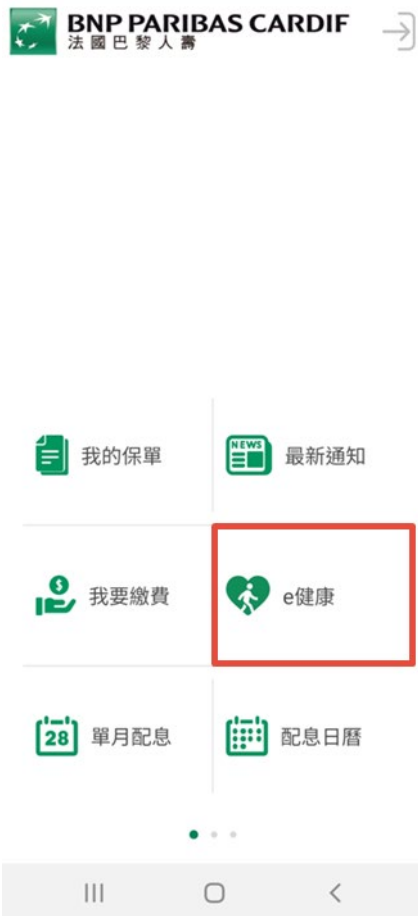 BNP PARIBAS CARDIF
法國巴黎人壽
我的保單
NEWS
最新通知
$
我要繳費
e健康
28
單月配息
配息日曆